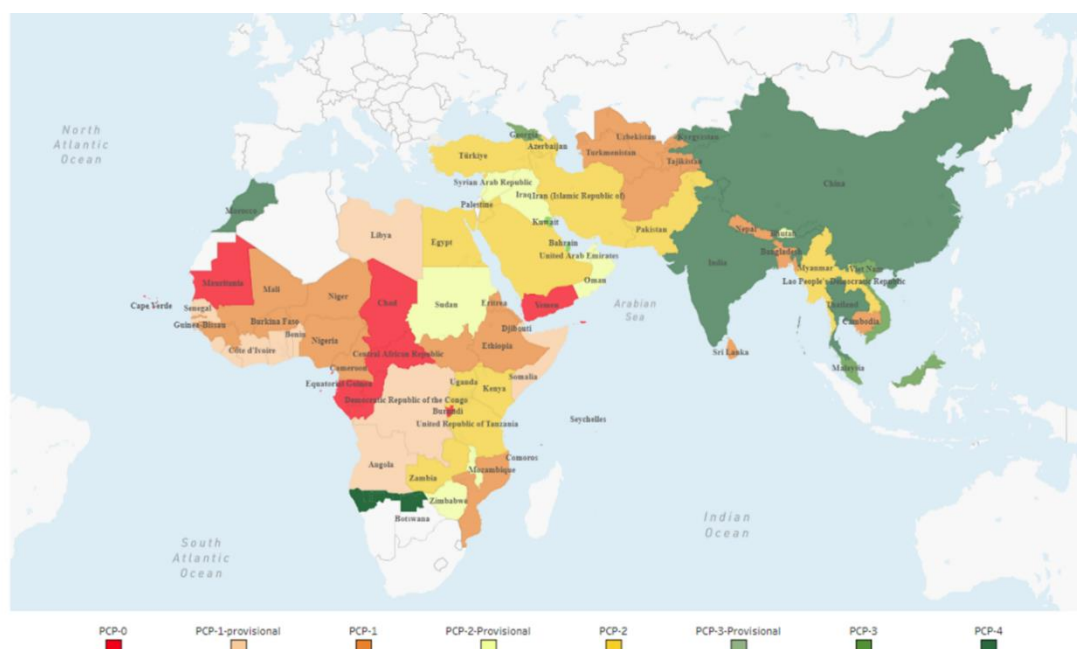 North
Atlantic
Ocean
Georgia
Azerbaijan
Türkiye
Uzbekistan
Kyrgyzstan
Turkmenistan
Tajikistan
Syrian Arab Republic
Iraq
Iran (Islamic Republic of)
China
Morocco
Palestine
Kuwait
Pakistan
Nepal
Bhutan
Libya
Egypt
Bahrain
United Arab Emirates
India
Bangladesh
Myanmar
Viet Nam
Lao People's Democratic Republic
Mauritania
Oman
Cape Verde
Mali
Niger
Chad
Sudan
Eritrea
Yemen
Arabian
Sea
Thailand
Senegal
Guinea-Bissau
Burkina Faso
Benin
Nigeria
Djibouti
Cambodia
Côte d'Ivoire
Central African Republic
Ethiopia
Sri Lanka
Cameroon
Equatorial Guinea
Uganda
Kenya
Somalia
Malaysia
Democratic Republic of the Congo
Burundi
United Republic of Tanzania
Seychelles
Angola
Zambia
Mozambique
Comoros
Zimbabwe
Botswana
Indian
Ocean
South
Atlantic
Ocean
PCP-0 PCP-1-provisional PCP-1 PCP-2-Provisional PCP-2 PCP-3-Provisional PCP-3 PCP-4